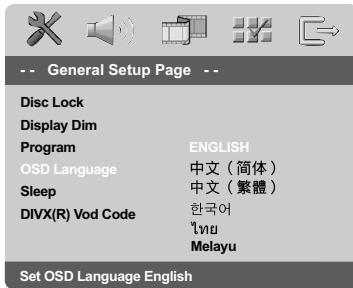 - - General Setup Page - -
Disc Lock
Display Dim
Program
OSD Language
Sleep
DIVX(R) Vod Code
ENGLISH
中文（简体）
中文（繁體）
한국어
ไทย
Melayu
Set OSD Language English